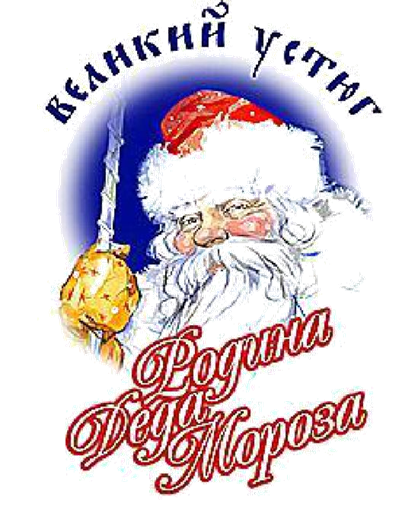 великий устюг
Родина
Деда
Мороза